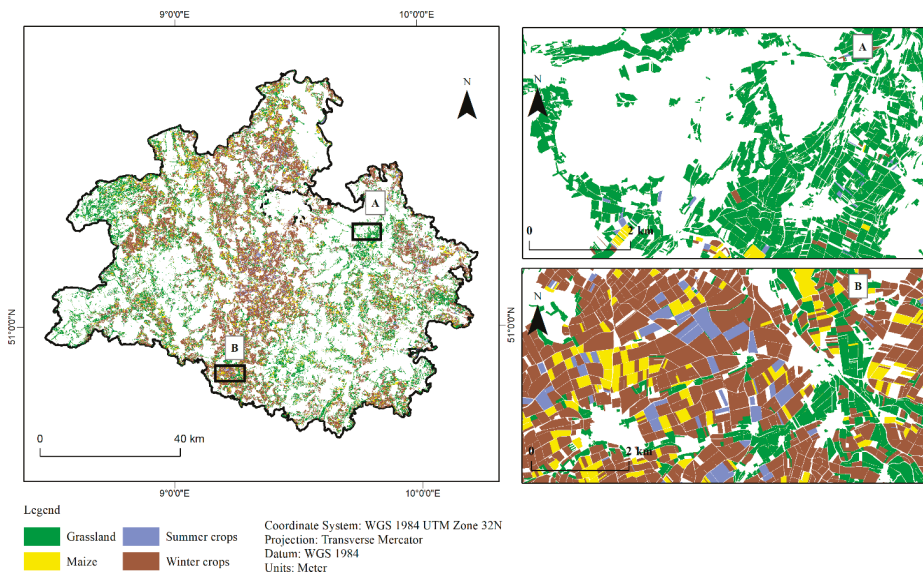 9°0'0"E
10°0'0"E
N
A
B
51°0'0"N
0
40 km
9°0'0"E
10°0'0"E
A
N
0
2 km
51°0'0"N
B
N
0
2 km
Legend
Grassland
Summer crops
Maize
Winter crops
Coordinate System: WGS 1984 UTM Zone 32N
Projection: Transverse Mercator
Datum: WGS 1984
Units: Meter